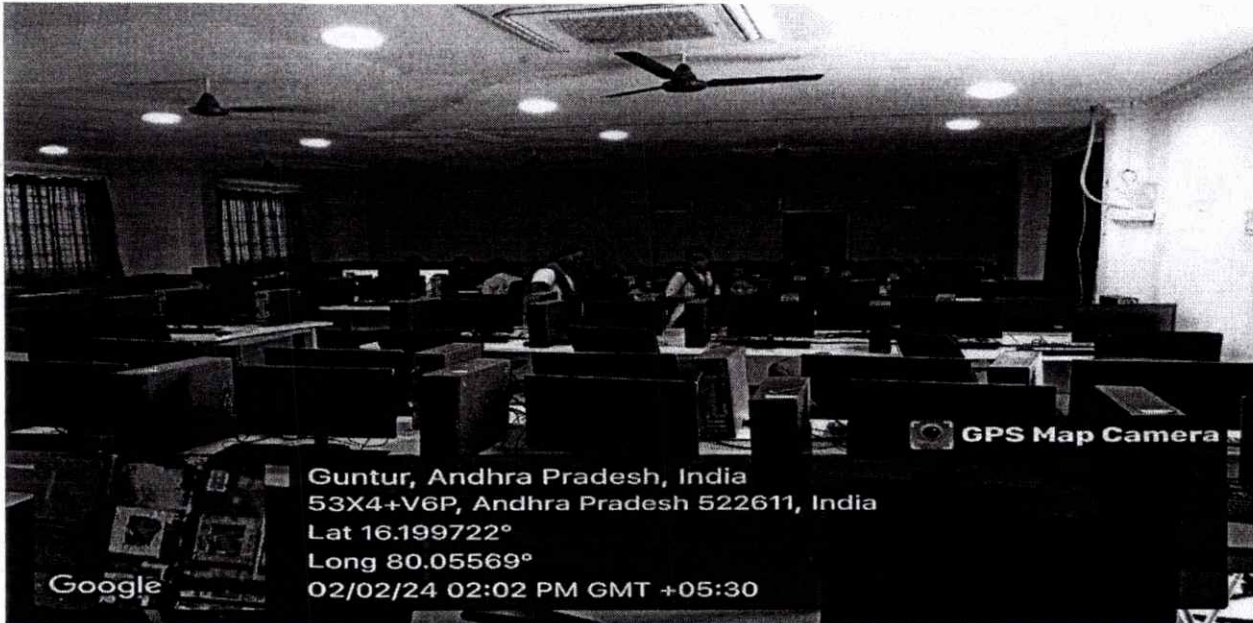 GPS Map Camera
Guntur, Andhra Pradesh, India
53X4+V6P, Andhra Pradesh 522611, India
Lat 16.199722°
Long 80.05569°
02/02/24 02:02 PM GMT +05:30
Google